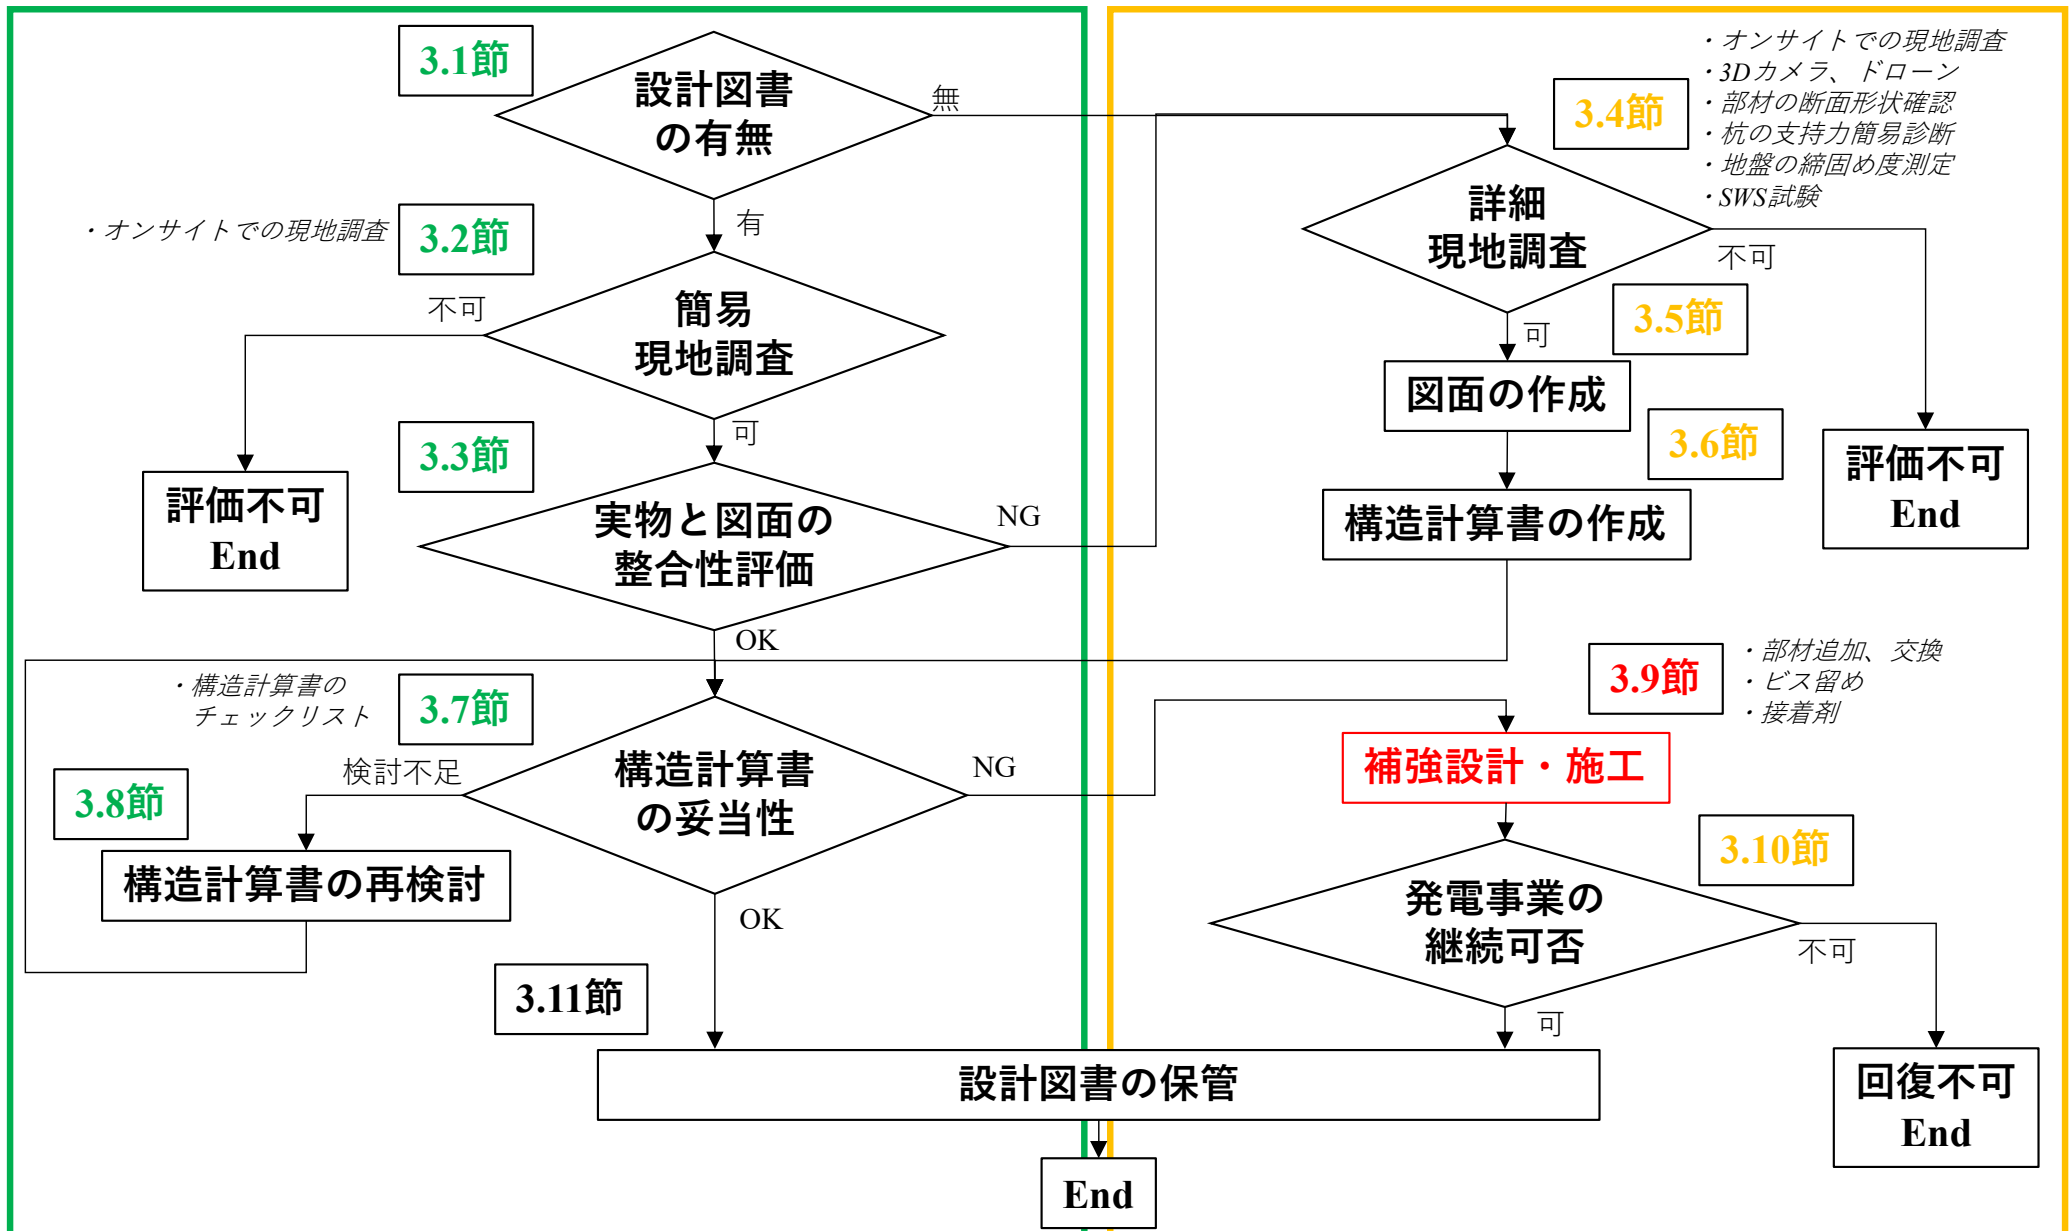 3.1節
設計図書
の有無
無
有
・オンサイトでの現地調査
3.2節
簡易
現地調査
不可
可
評価不可
End
3.3節
実物と図面の
整合性評価
NG
OK
・オンサイトでの現地調査
・3Dカメラ、ドローン
・部材の断面形状確認
・杭の支持力簡易診断
・地盤の締固め度測定
・SWS試験
3.4節
詳細
現地調査
不可
可
3.5節
図面の作成
3.6節
構造計算書の作成
評価不可
End
・構造計算書の
チェックリスト
3.7節
構造計算書
の妥当性
検討不足
NG
OK
3.8節
構造計算書の再検討
3.9節
・部材追加、交換
・ビス留め
・接着剤
補強設計・施工
3.10節
発電事業の
継続可否
不可
可
回復不可
End
3.11節
設計図書の保管
End